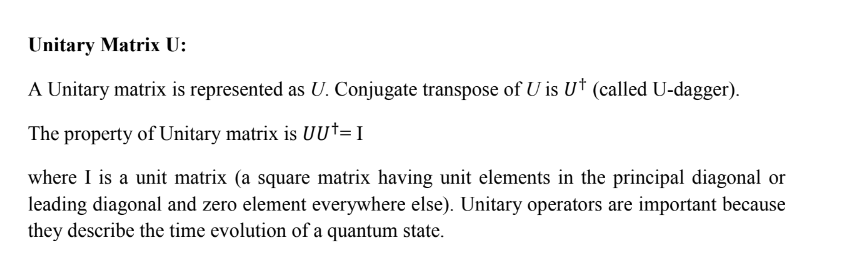 Unitary Matrix U:
A Unitary matrix is represented as U. Conjugate transpose of U is U† (called U-dagger).
The property of Unitary matrix is UU†= I
where I is a unit matrix (a square matrix having unit elements in the principal diagonal or
leading diagonal and zero element everywhere else). Unitary operators are important because
they describe the time evolution of a quantum state.